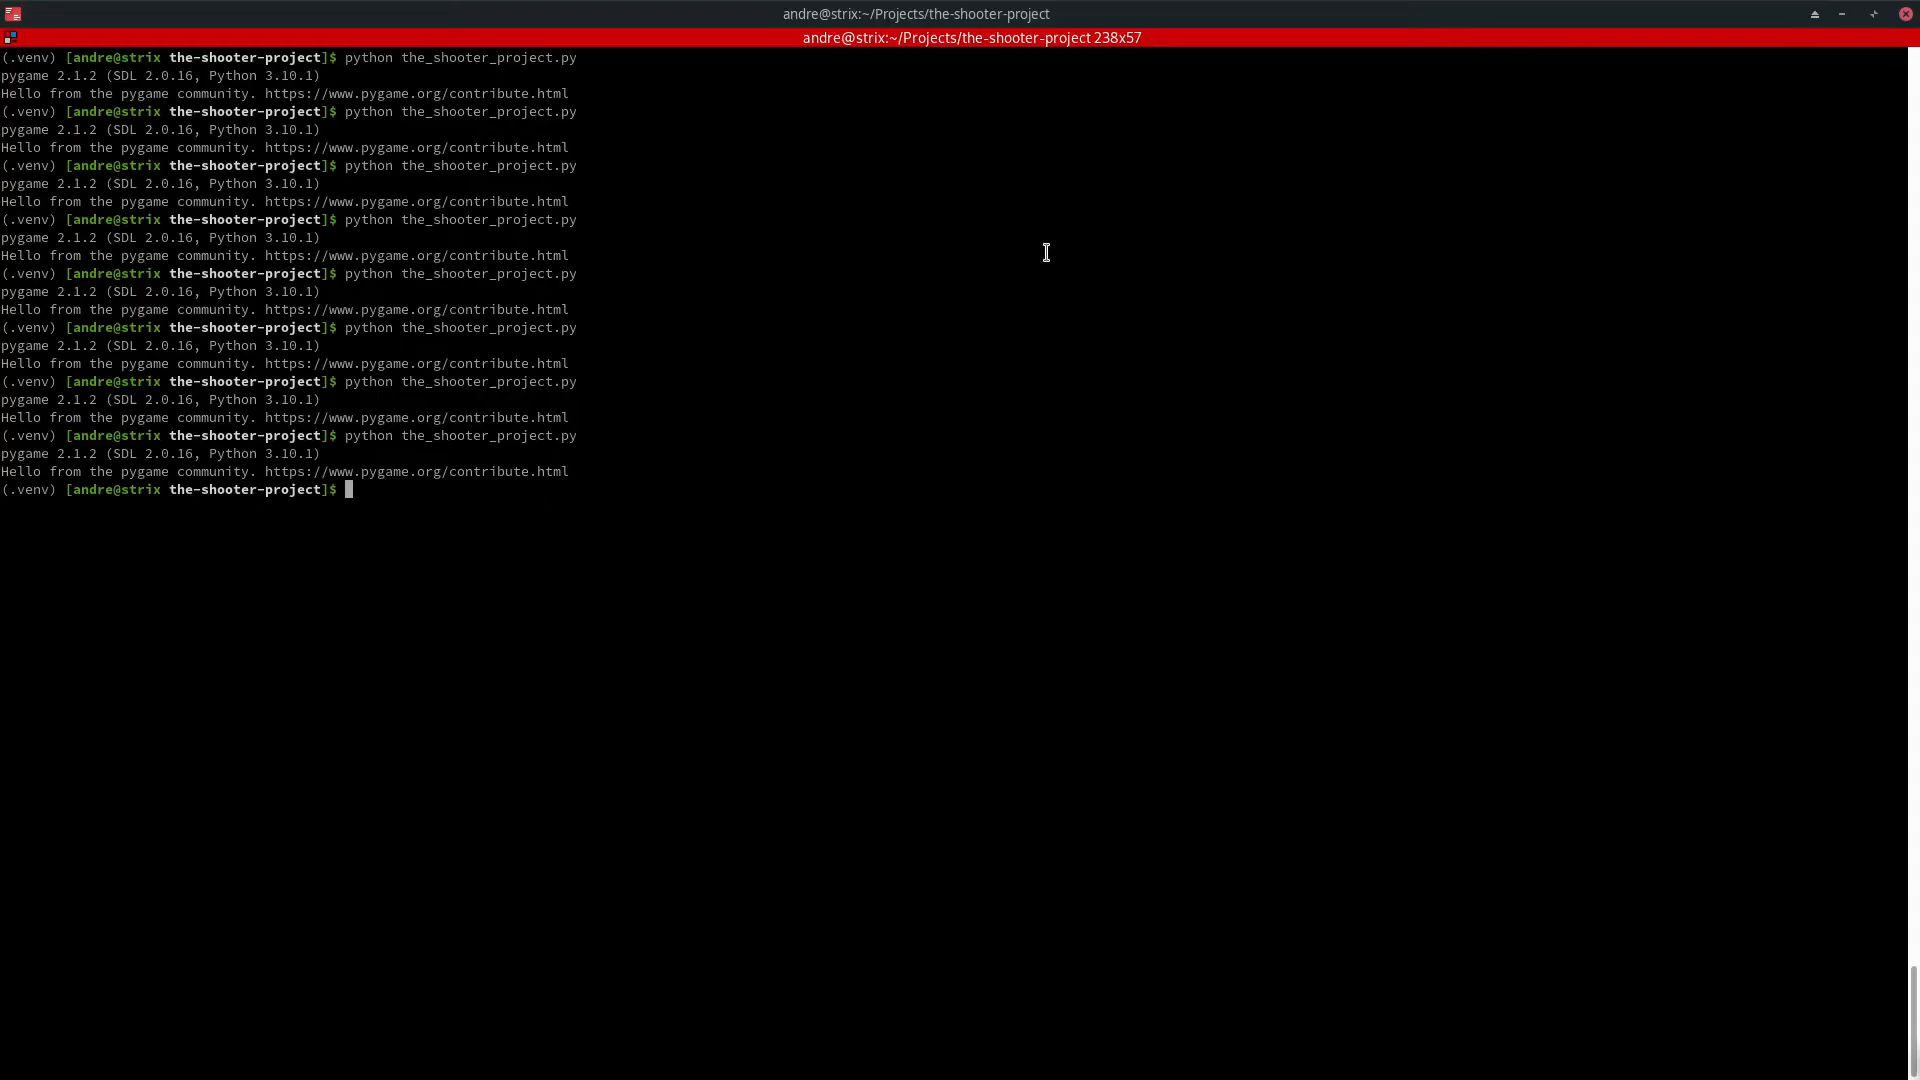 andre@strix:~/Projects/the-shooter-project
andre@strix:~/Projects/the-shooter-project 238x57
(.venv) [andre@strix the-shooter-project]$ python the_shooter_project.py
pygame 2.1.2 (SDL 2.0.16, Python 3.10.1)
Hello from the pygame community. https://www.pygame.org/contribute.html
(.venv) [andre@strix the-shooter-project]$ python the_shooter_project.py
pygame 2.1.2 (SDL 2.0.16, Python 3.10.1)
Hello from the pygame community. https://www.pygame.org/contribute.html
(.venv) [andre@strix the-shooter-project]$ python the_shooter_project.py
pygame 2.1.2 (SDL 2.0.16, Python 3.10.1)
Hello from the pygame community. https://www.pygame.org/contribute.html
(.venv) [andre@strix the-shooter-project]$ python the_shooter_project.py
pygame 2.1.2 (SDL 2.0.16, Python 3.10.1)
Hello from the pygame community. https://www.pygame.org/contribute.html
(.venv) [andre@strix the-shooter-project]$ python the_shooter_project.py
pygame 2.1.2 (SDL 2.0.16, Python 3.10.1)
Hello from the pygame community. https://www.pygame.org/contribute.html
(.venv) [andre@strix the-shooter-project]$ python the_shooter_project.py
pygame 2.1.2 (SDL 2.0.16, Python 3.10.1)
Hello from the pygame community. https://www.pygame.org/contribute.html
(.venv) [andre@strix the-shooter-project]$ python the_shooter_project.py
pygame 2.1.2 (SDL 2.0.16, Python 3.10.1)
Hello from the pygame community. https://www.pygame.org/contribute.html
(.venv) [andre@strix the-shooter-project]$ python the_shooter_project.py
pygame 2.1.2 (SDL 2.0.16, Python 3.10.1)
Hello from the pygame community. https://www.pygame.org/contribute.html
(.venv) [andre@strix the-shooter-project]$